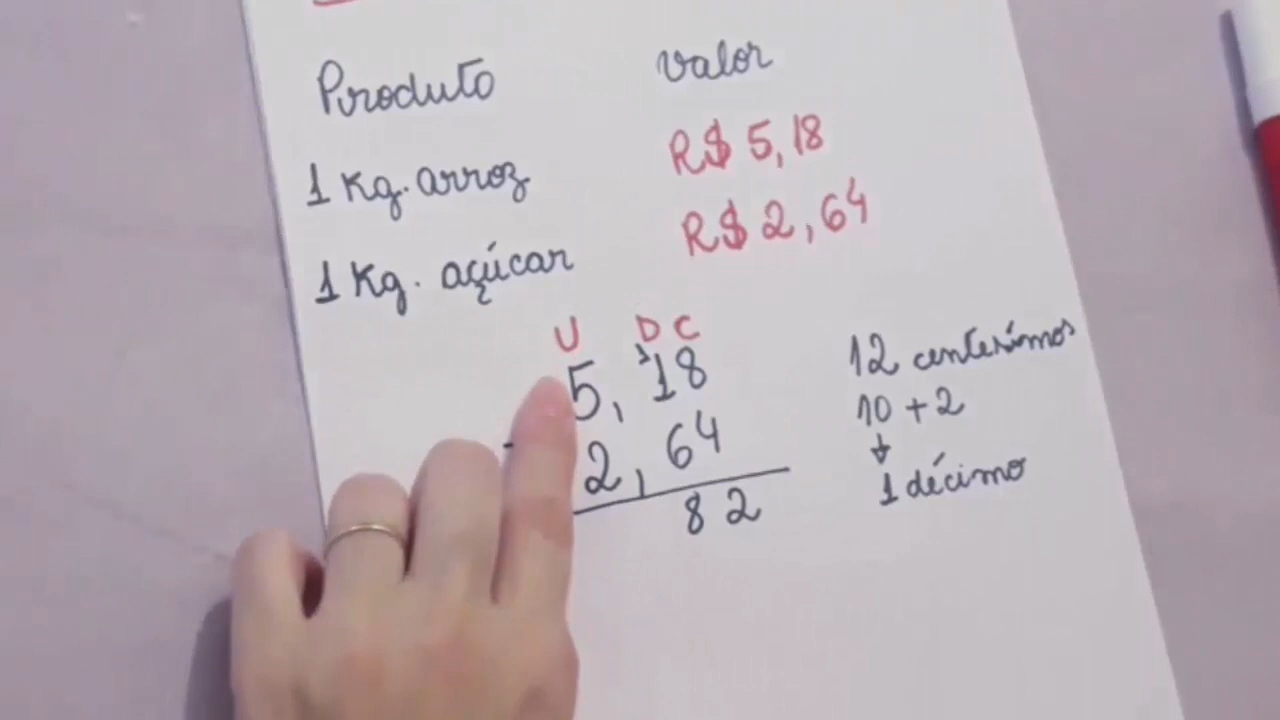 Produto valor
1 Kg. arroz R$ 5,18
1 Kg. açúcar R$ 2,64
U D C
1
5,18
2,64
82
12 centesímos
10 + 2
↓
1 décimo